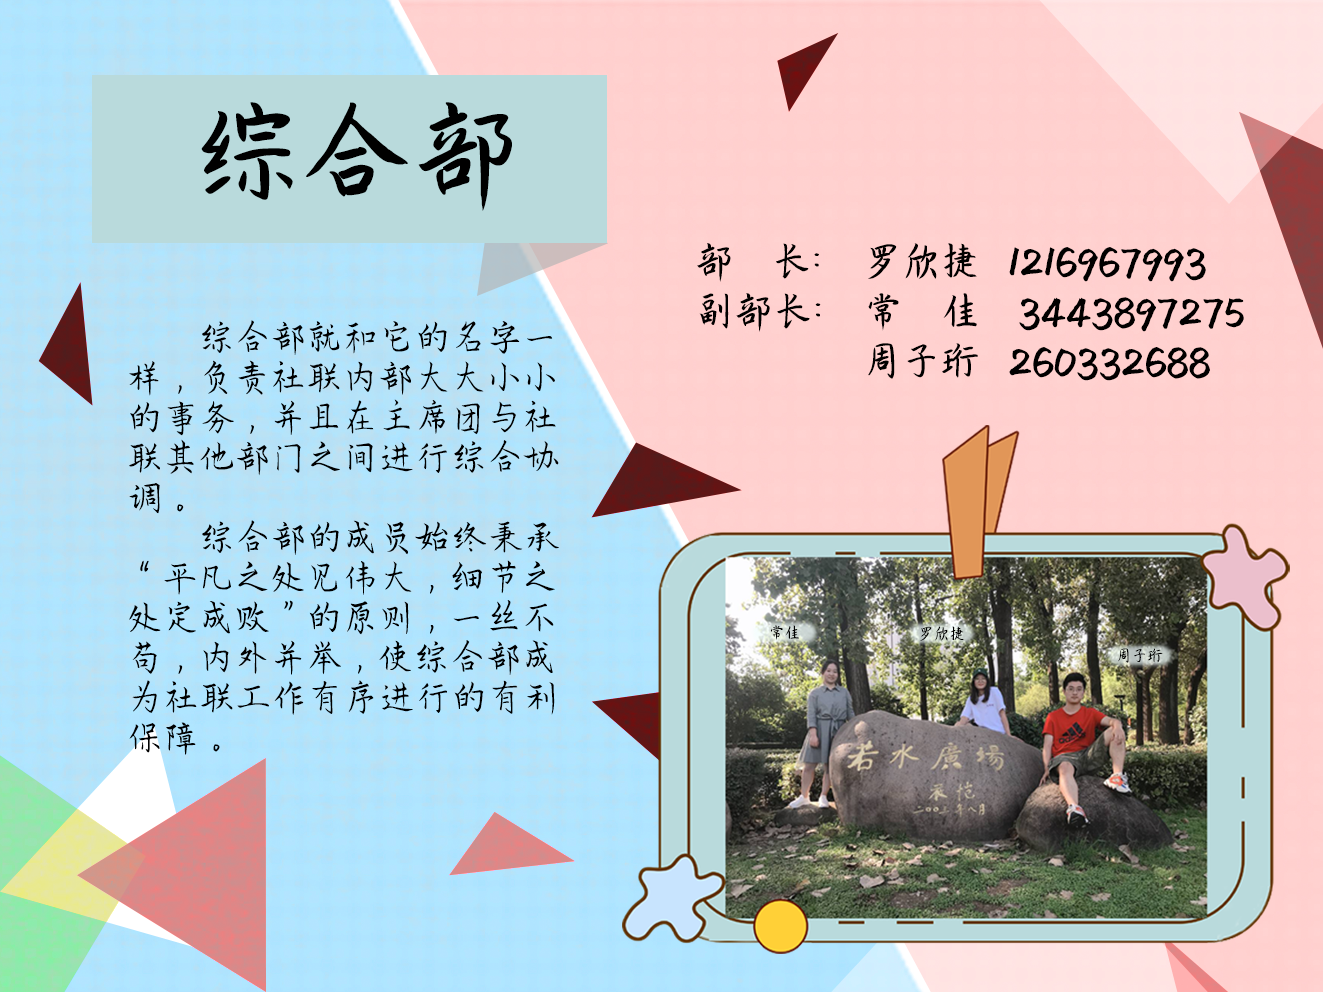 综合部
部 长： 罗欣捷 1216967993
副部长： 常 佳 3443897275
周子珩 260332688
综合部就和它的名字一
样，负责社联内部大大小小
的事务，并且在主席团与社
联其他部门之间进行综合协
调。
综合部的成员始终秉承
“平凡之处见伟大，细节之
处定成败”的原则，一丝不
苟，内外并举，使综合部成
为社联工作有序进行的有利
保障。
常佳
罗欣捷
周子珩
若水廣場
二〇〇二年八月